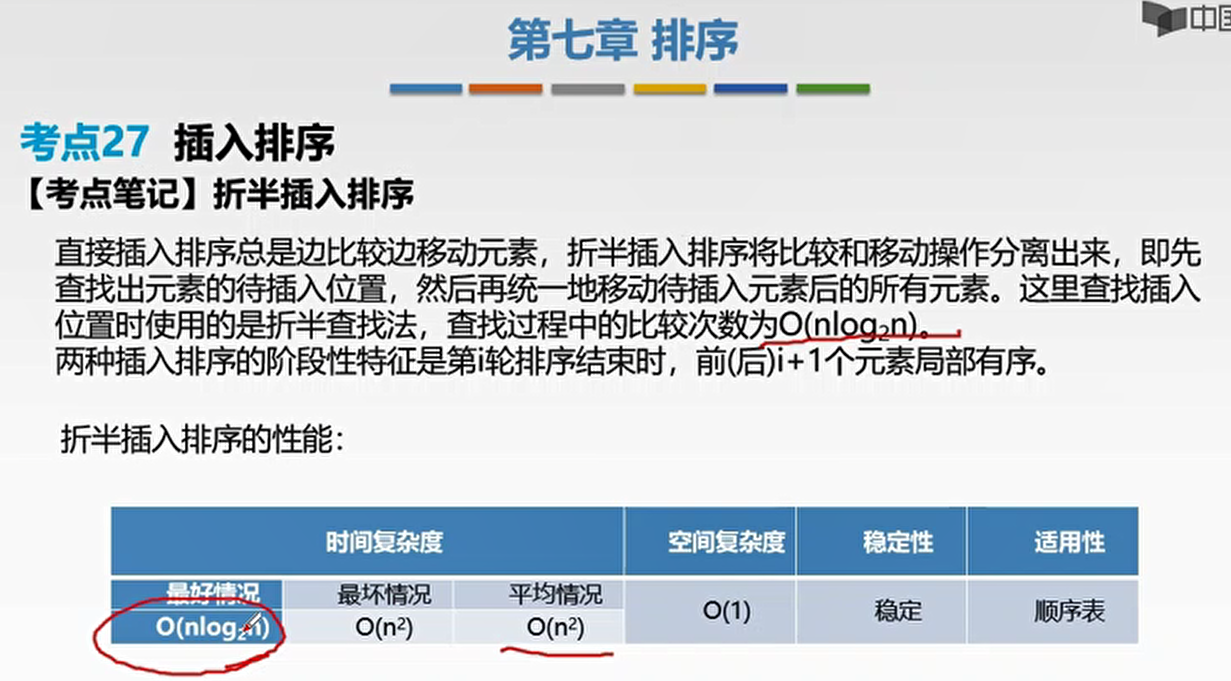 中国
第七章 排序
考点27 插入排序
【考点笔记】折半插入排序
直接插入排序总是边比较边移动元素，折半插入排序将比较和移动操作分离出来，即先
查找出元素的待插入位置，然后再统一地移动待插入元素后的所有元素。这里查找插入
位置时使用的是折半查找法，查找过程中的比较次数为O(nlog₂n)。
两种插入排序的阶段性特征是第i轮排序结束时，前(后)i+1个元素局部有序。
折半插入排序的性能：
时间复杂度 空间复杂度 稳定性 适用性
最好情况 最坏情况 平均情况
O(nlog₂n) O(n²) O(n²) O(1) 稳定 顺序表